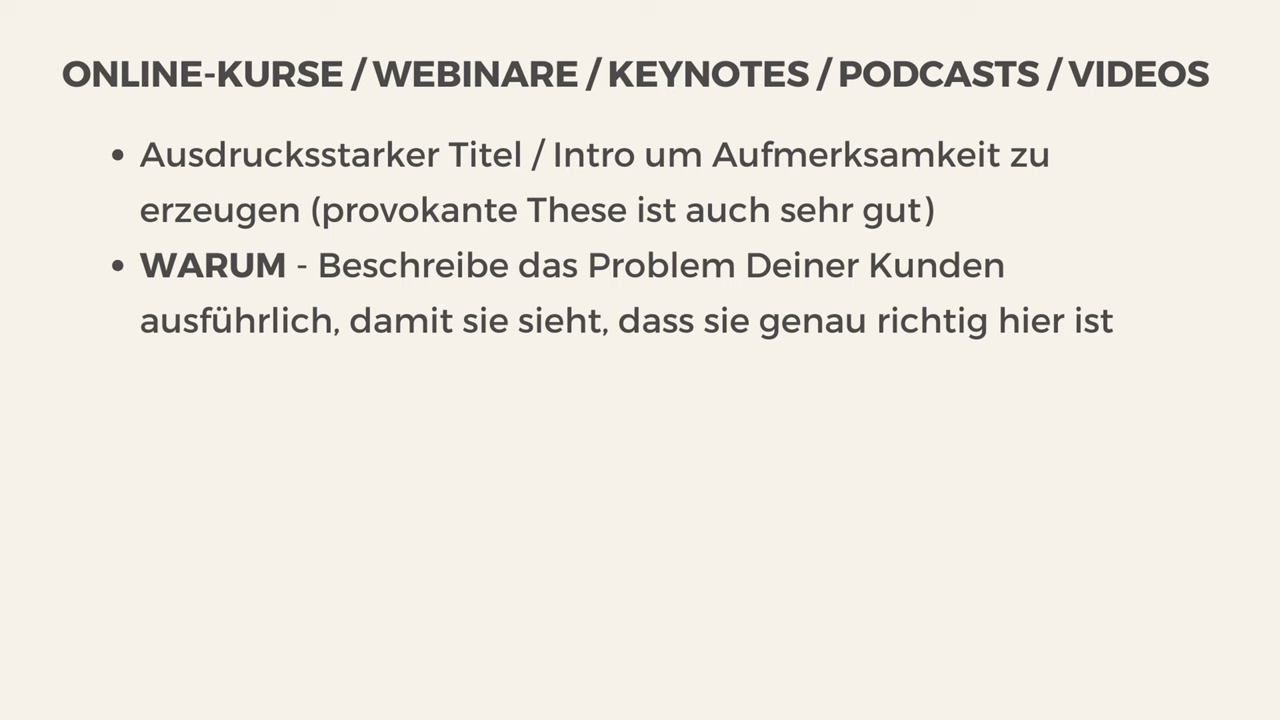 ONLINE-KURSE / WEBINARE / KEYNOTES / PODCASTS / VIDEOS
• Ausdrucksstarker Titel / Intro um Aufmerksamkeit zu
erzeugen (provokante These ist auch sehr gut)
• WARUM - Beschreibe das Problem Deiner Kunden
ausführlich, damit sie sieht, dass sie genau richtig hier ist